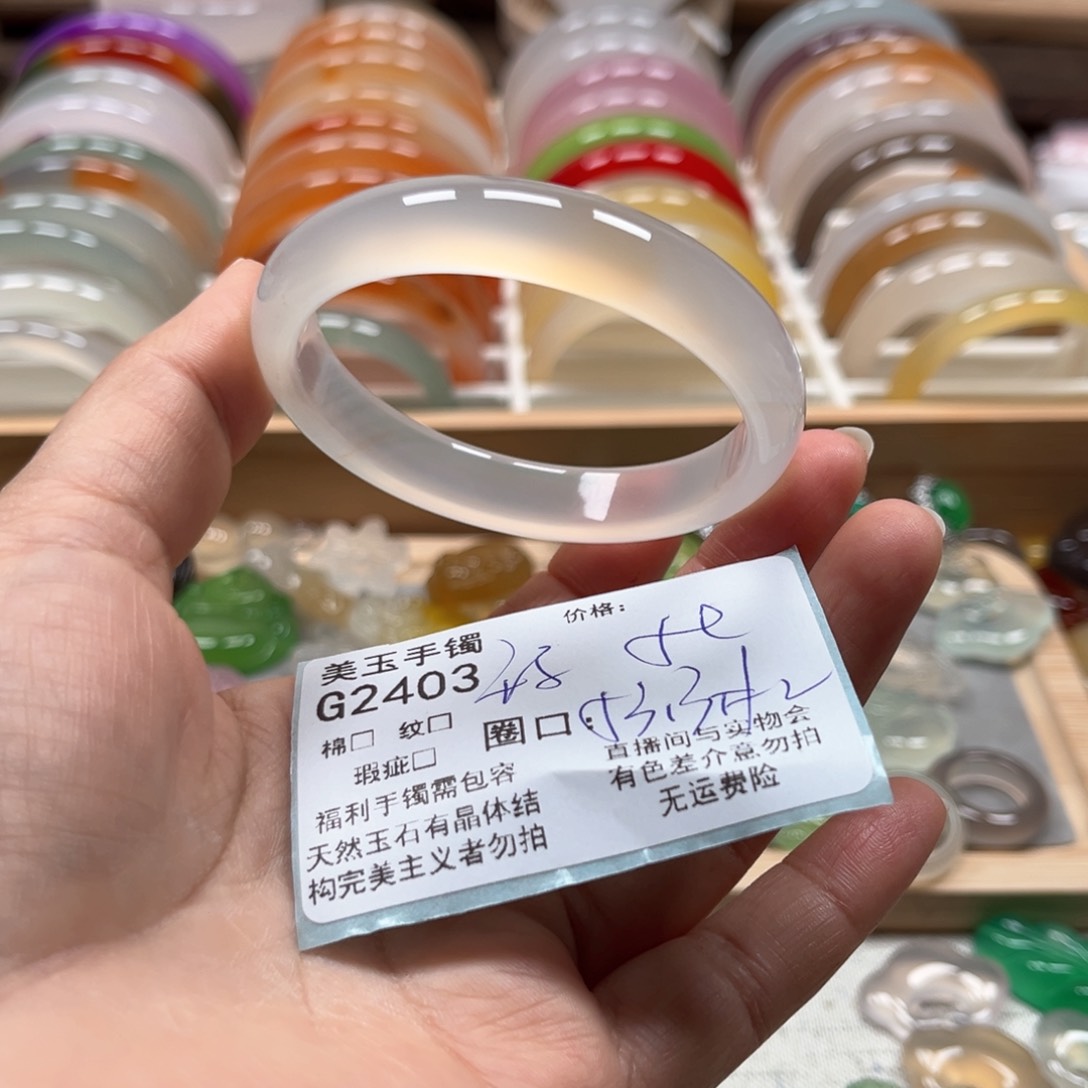 价格:
美玉手镯
G2403
棉□ 纹□ 圈口:
瑕疵□
福利手镯需包容
天然玉石有晶体结
构完美主义者勿拍
直播间与实物会
有色差介意勿拍
无运费险